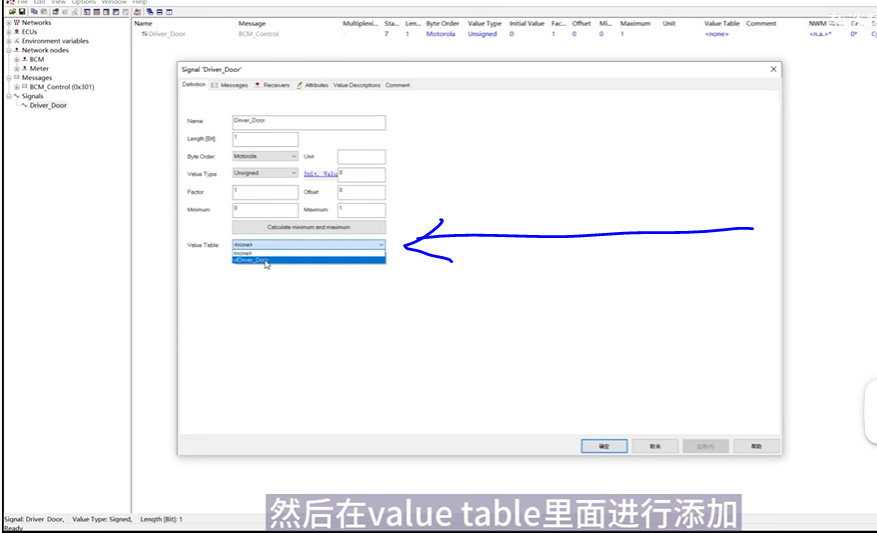 File Edit View Options Window Help
Name Message Multiplexi... Sta... Len... Byte Order Value Type Initial Value Fac... Offset Mi... Maximum Unit Value Table Comment
Driver_Door BCM_Control - 7 1 Motorola Unsigned 0 1 0 0 1 <none> <n.a.>* 0*
Networks
ECUs
Environment variables
Network nodes
BCM
Meter
Messages
BCM_Control (0x301)
Signals
Driver_Door
Signal 'Driver_Door'
Definition Messages Receivers Attributes Value Descriptions Comment
Name: Driver_Door
Length [Bit]: 1
Byte Order: Motorola Unit:
Value Type: Unsigned Init. Value 0
Factor: 1 Offset: 0
Minimum: 0 Maximum: 1
Calculate minimum and maximum
Value Table: <none>
<none>
确定 取消 应用(A) 帮助
然后在value table里面进行添加
Signal: Driver Door, Value Type: Signed, Length [Bit]: 1
Ready